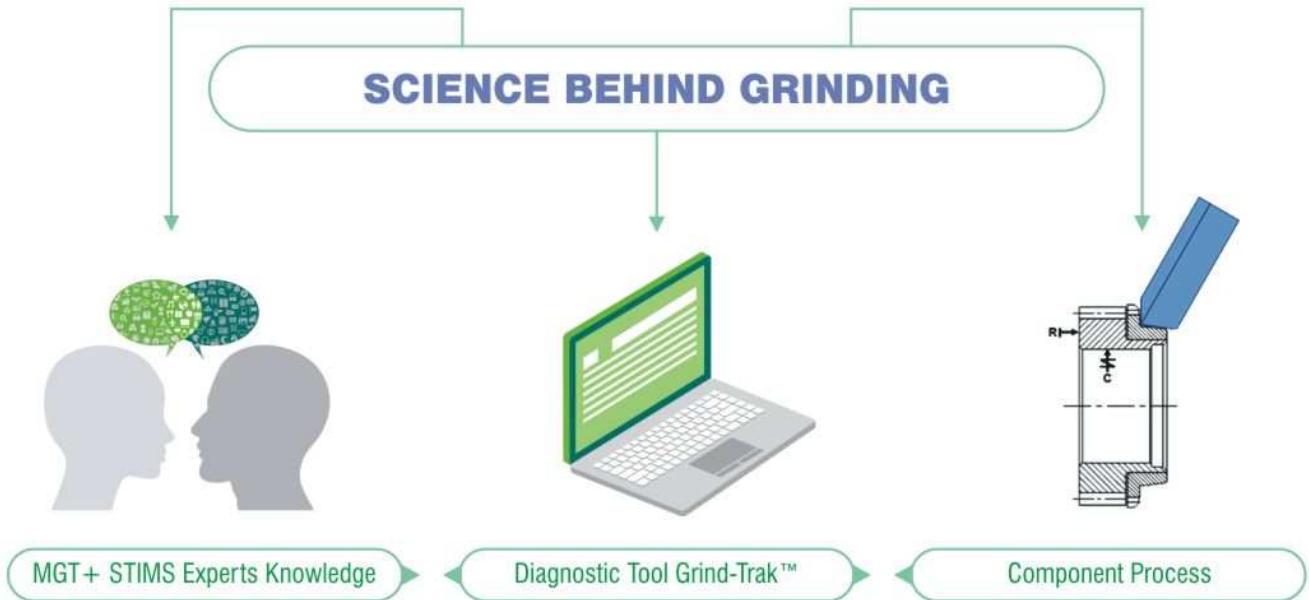 SCIENCE BEHIND GRINDING
R
C
MGT+ STIMS Experts Knowledge
Diagnostic Tool Grind-Trak™
Component Process